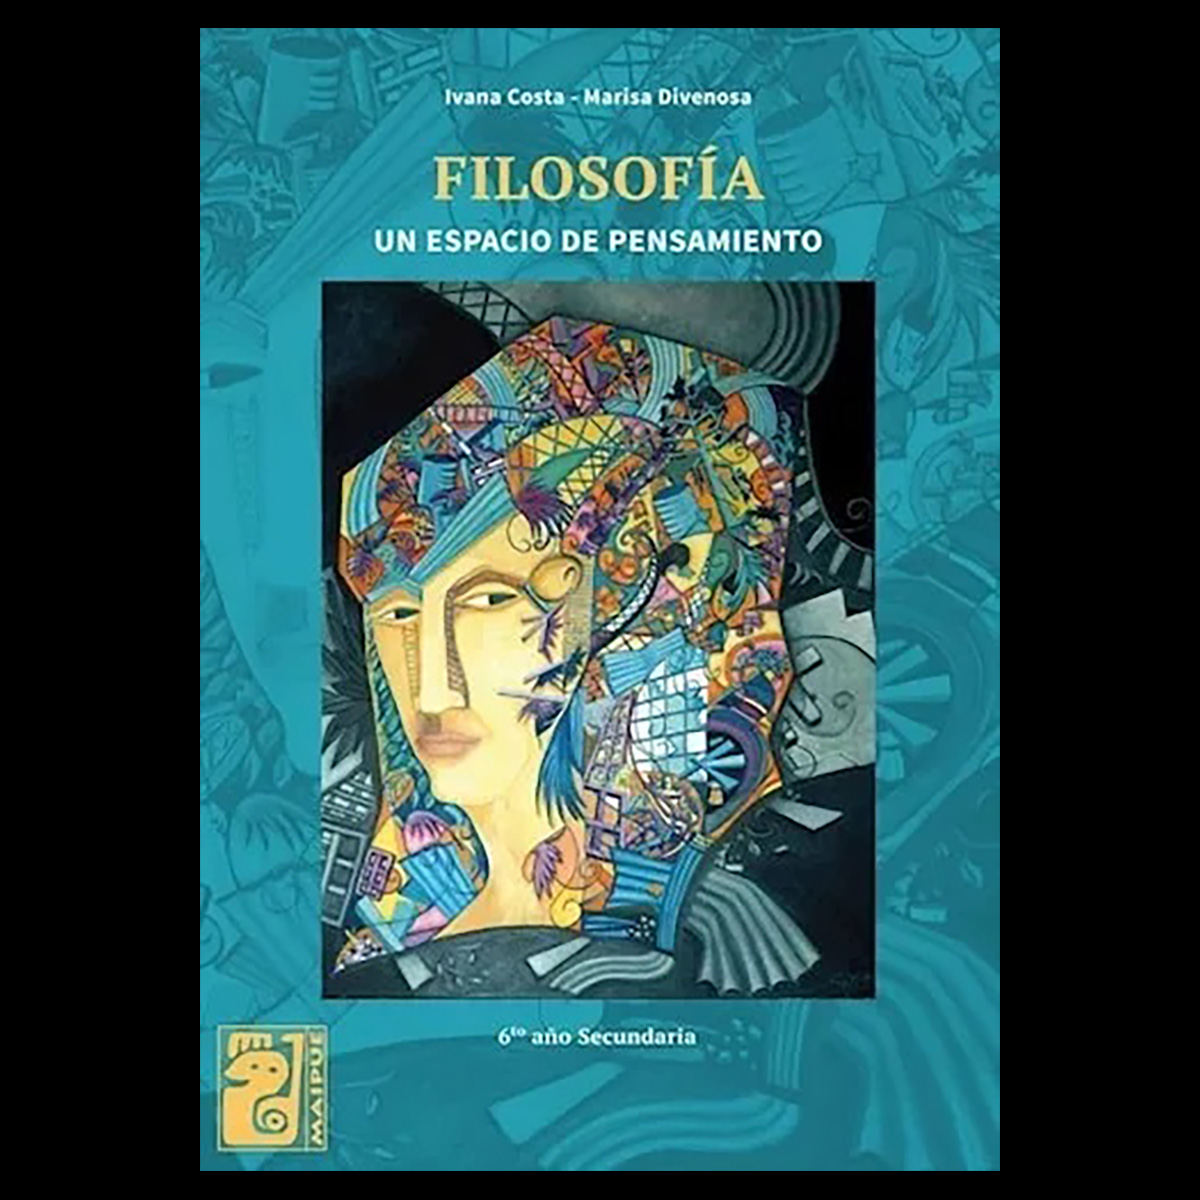 Ivana Costa - Marisa Divenosa
FILOSOFÍA
UN ESPACIO DE PENSAMIENTO
6to año Secundaria
MAIPUE